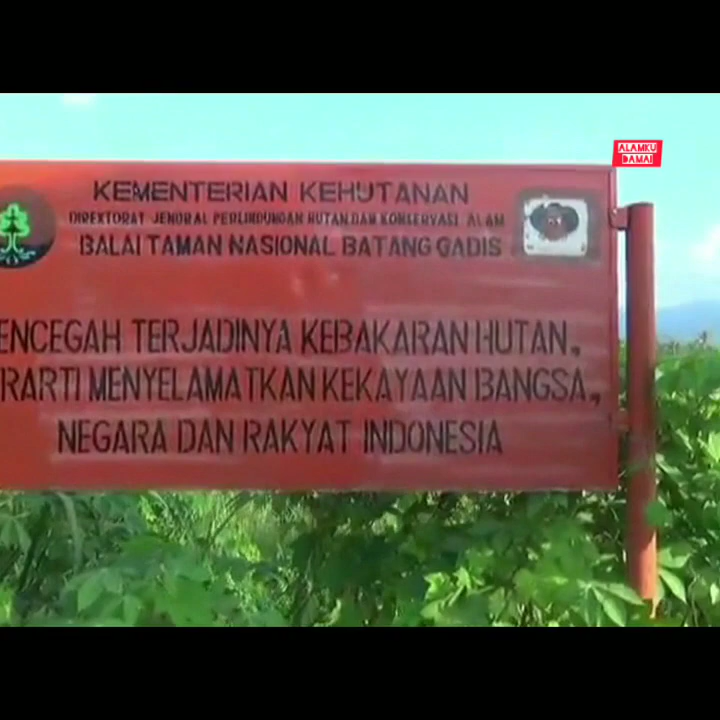 ALAMKU
DAMAI
KEMENTERIAN KEHUTANAN
DIREKTORAT JENDRAL PERLINDUNGAN HUTAN DAN KONSERVASI ALAM
BALAI TAMAN NASIONAL BATANG GADIS
ENCEGAH TERJADINYA KEBAKARAN HUTAN,
RARTI MENYELAMATKAN KEKAYAAN BANGSA,
NEGARA DAN RAKYAT INDONESIA